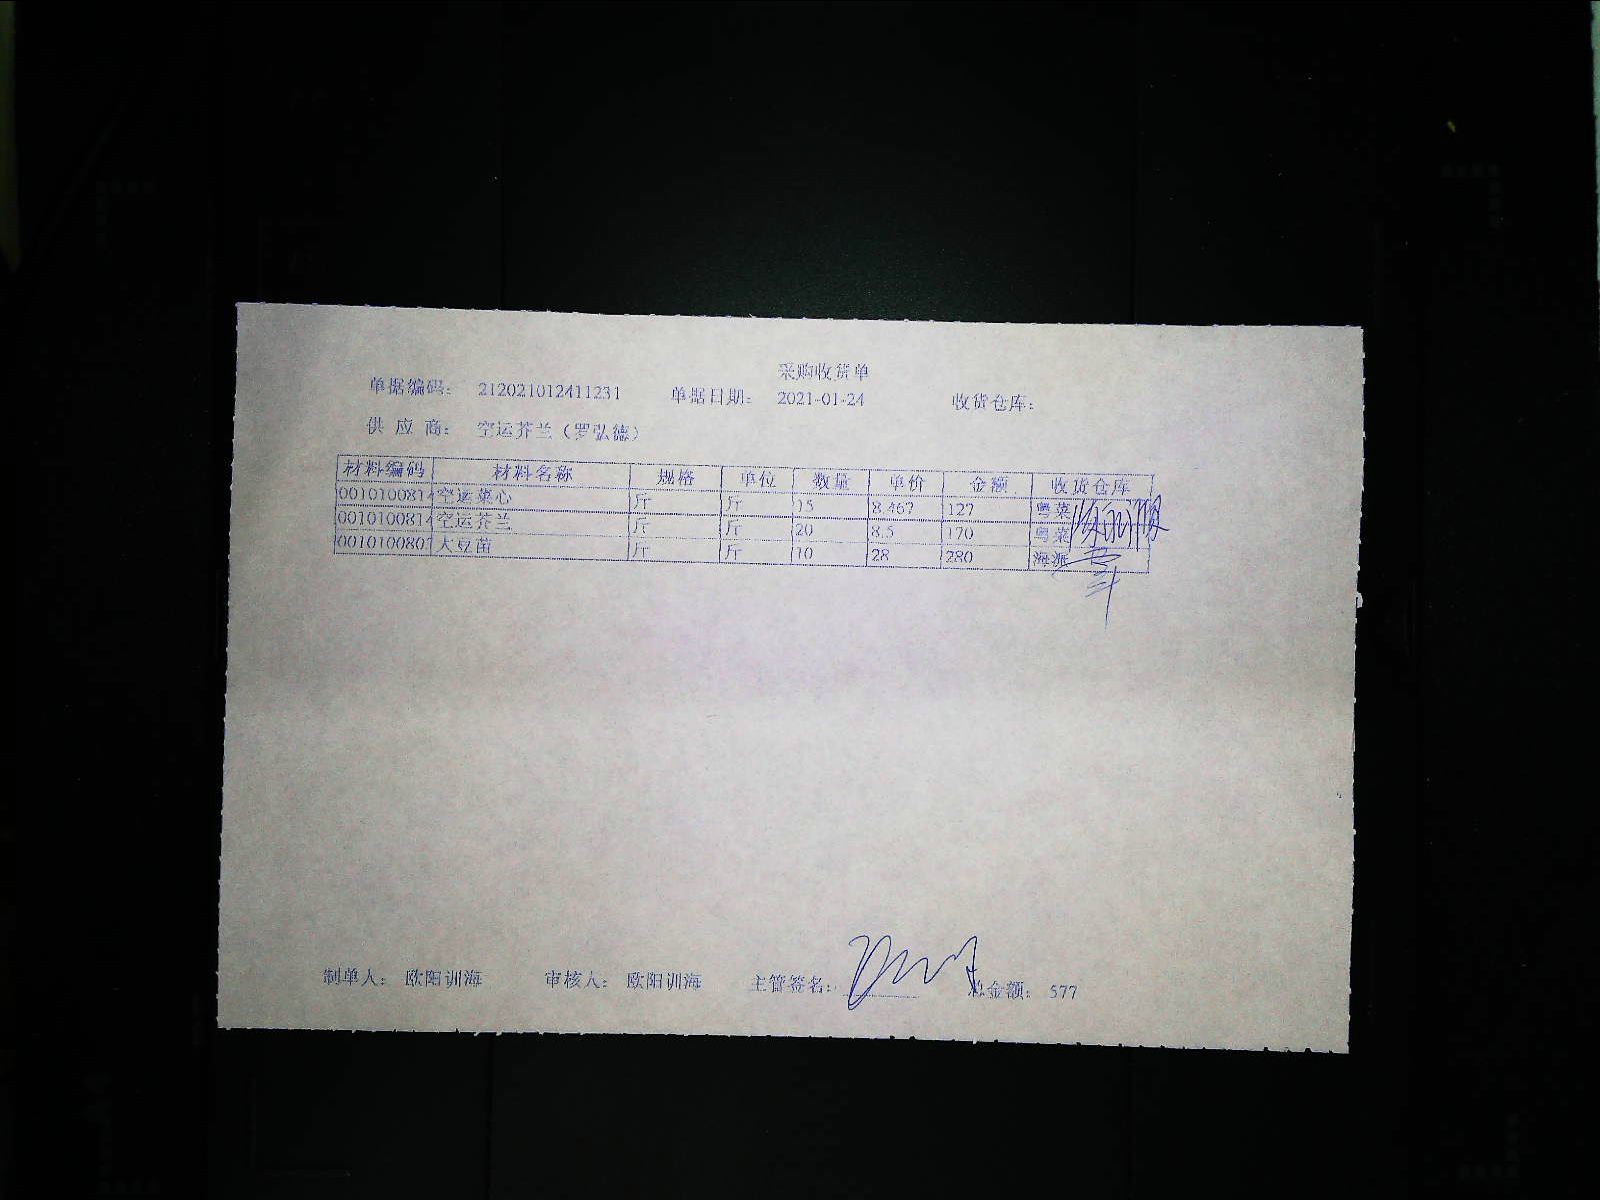 采购收货单
单据编码: 212021012411231 单据日期: 2021-01-24 收货仓库:
供 应 商: 空运芥兰（罗弘德）
材料编码 材料名称 规格 单位 数量 单价 金额 收货仓库
0010100814 空运菜心 斤 斤 15 8.467 127 粤菜
0010100814 空运芥兰 斤 斤 20 8.5 170 粤菜
001010080 大豆苗 斤 斤 10 28 280 海派
制单人: 欧阳训海 审核人: 欧阳训海 主管签名: 总金额: 577